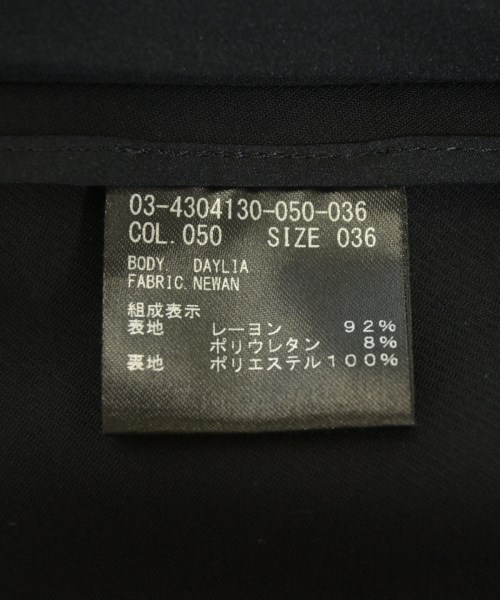 03-4304130-050-036
COL. 050 SIZE 036
BODY. DAYLIA
FABRIC. NEWAN
組成表示
表地 レーヨン 92%
ポリウレタン 8%
裏地 ポリエステル100%